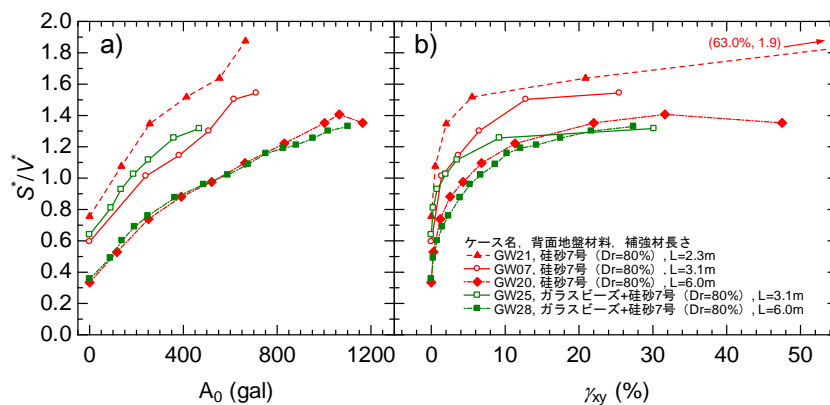 2.0
1.8
1.6
1.4
1.2
1.0
0.8
0.6
0.4
0.2
0.0
S*/V*
a)
0 400 800 1200
A0 (gal)
b)
(63.0%, 1.9)
ケース名, 背面地盤材料, 補強材長さ
GW21, 硅砂7号（Dr=80%）, L=2.3m
GW07, 硅砂7号（Dr=80%）, L=3.1m
GW20, 硅砂7号（Dr=80%）, L=6.0m
GW25, ガラスビーズ+硅砂7号（Dr=80%）, L=3.1m
GW28, ガラスビーズ+硅砂7号（Dr=80%）, L=6.0m
0 10 20 30 40 50
γxy (%)